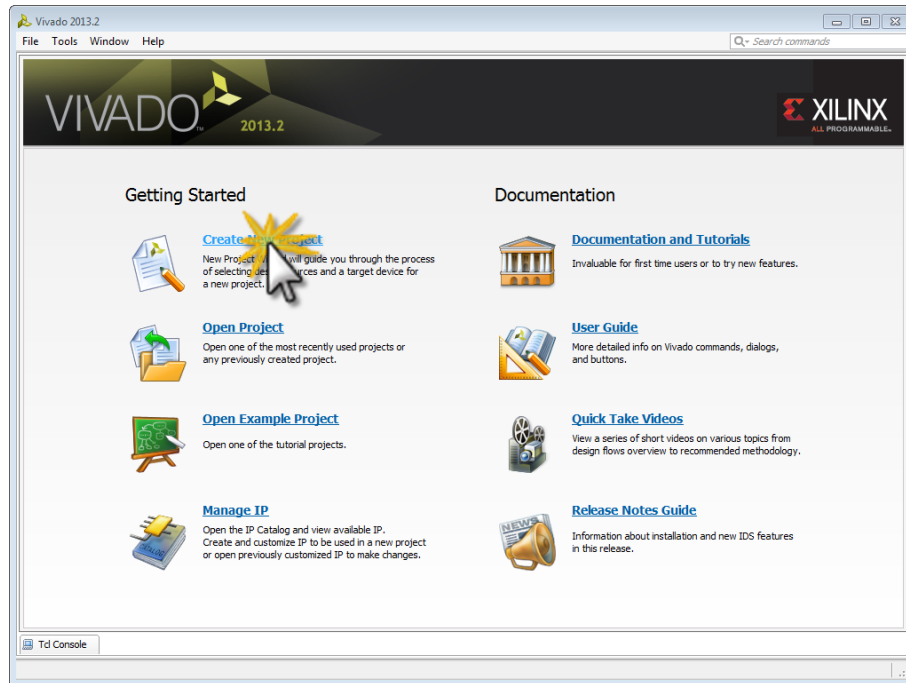 Vivado 2013.2
File Tools Window Help
Search commands
VIVADO
TM
2013.2
XILINX
ALL PROGRAMMABLE.
Getting Started
Create New Project
New Project will guide you through the process
of selecting a target device for
a new project.
Open Project
Open one of the most recently used projects or
any previously created project.
Open Example Project
Open one of the tutorial projects.
Manage IP
Open the IP Catalog and view available IP.
Create and customize IP to be used in a new project
or open previously customized IP to make changes.
CATALOG
Documentation
Documentation and Tutorials
Invaluable for first time users or to try new features.
User Guide
More detailed info on Vivado commands, dialogs,
and buttons.
Quick Take Videos
View a series of short videos on various topics from
design flows overview to recommended methodology.
NEWS
Release Notes Guide
Information about installation and new IDS features
in this release.
Tcl Console